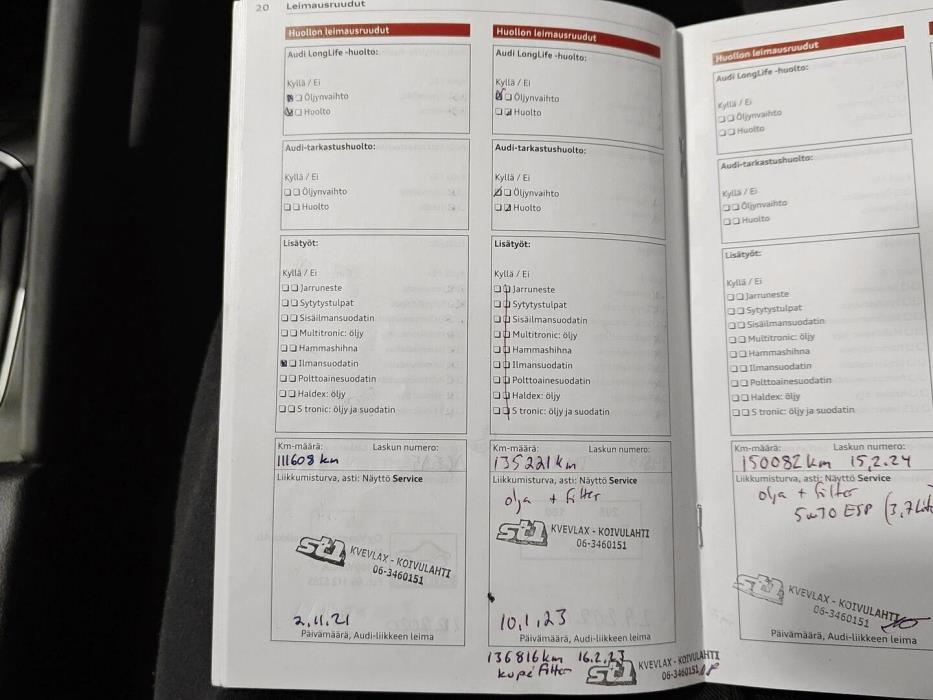 20 Leimausruudut
Huollon leimausruudut
Audi LongLife -huolto:
Kyllä / Ei
Öljynvaihto
Huolto
Audi-tarkastushuolto:
Kyllä / Ei
Öljynvaihto
Huolto
Lisätyöt:
Kyllä / Ei
Jarruneste
Sytytystulpat
Sisäilmansuodatin
Multitronic: öljy
Hammashihna
Ilmansuodatin
Polttoainesuodatin
Haldex: öljy
S tronic: öljy ja suodatin
Km-määrä: Laskun numero:
111608 km
Liikkumisturva, asti: Näyttö Service
st1 KVEVLAX - KOIVULAHTI
06-3460151
2.11.21
Päivämäärä, Audi-liikkeen leima
Huollon leimausruudut
Audi LongLife -huolto:
Kyllä / Ei
Öljynvaihto
Huolto
Audi-tarkastushuolto:
Kyllä / Ei
Öljynvaihto
Huolto
Lisätyöt:
Kyllä / Ei
Jarruneste
Sytytystulpat
Sisäilmansuodatin
Multitronic: öljy
Hammashihna
Ilmansuodatin
Polttoainesuodatin
Haldex: öljy
S tronic: öljy ja suodatin
Km-määrä: Laskun numero:
135221 km
Liikkumisturva, asti: Näyttö Service
olja + filter
st1 KVEVLAX - KOIVULAHTI
06-3460151
10.1.23
Päivämäärä, Audi-liikkeen leima
136816 km 16.2.23
kupé filter
st1 KVEVLAX - KOIVULAHTI
06-3460151
Huollon leimausruudut
Audi LongLife -huolto:
Kyllä / Ei
Öljynvaihto
Huolto
Audi-tarkastushuolto:
Kyllä / Ei
Öljynvaihto
Huolto
Lisätyöt:
Kyllä / Ei
Jarruneste
Sytytystulpat
Sisäilmansuodatin
Multitronic: öljy
Hammashihna
Ilmansuodatin
Polttoainesuodatin
Haldex: öljy
S tronic: öljy ja suodatin
Km-määrä: Laskun numero:
150082 km 15.2.24
Liikkumisturva, asti: Näyttö Service
olja + filter
5w30 ESP (3,7
st1 KVEVLAX - KOIVULAHTI
06-3460151
Päivämäärä, Audi-liikkeen leima